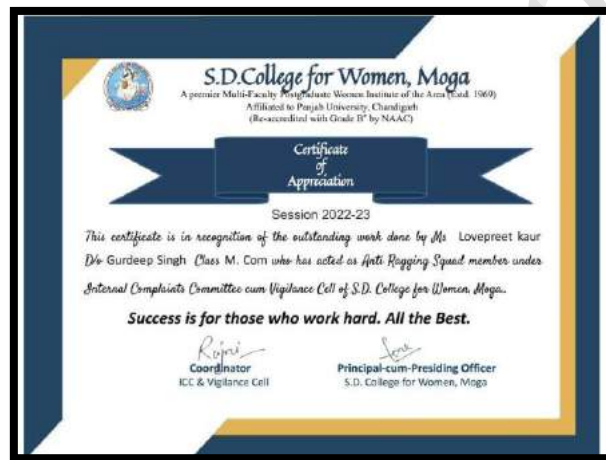 S.D.College for Women, Moga
A premier Multi-Faculty Postgraduate Women Institute of the Area (Estd. 1969)
Affiliated to Panjab University, Chandigarh
(Re-accredited with Grade B⁺ by NAAC)
Certificate
of
Appreciation
Session 2022-23
This certificate is in recognition of the outstanding work done by Ms Lovepreet kaur
D/o Gurdeep Singh Class M. Com who has acted as Anti Ragging Squad member under
Internal Complaints Committee cum Vigilance Cell of S.D. College for Women, Moga..
Success is for those who work hard. All the Best.
Rajni
Coordinator Principal-cum-Presiding Officer
ICC & Vigilance Cell S.D. College for Women, Moga